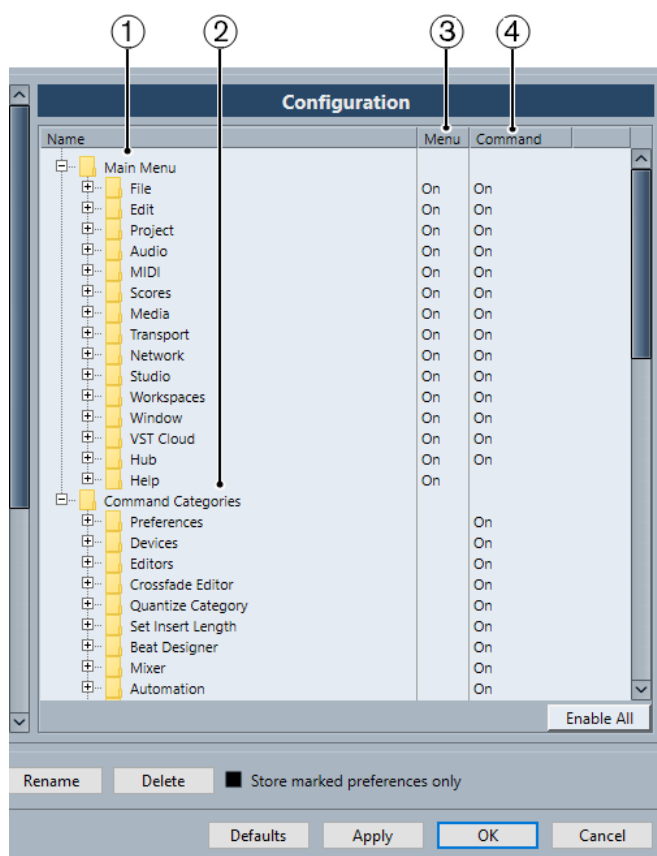 1 2 3 4
Configuration
Name Menu Command
Main Menu
File On On
Edit On On
Project On On
Audio On On
MIDI On On
Scores On On
Media On On
Transport On On
Network On On
Studio On On
Workspaces On On
Window On On
VST Cloud On On
Hub On On
Help On
Command Categories
Preferences On
Devices On
Editors On
Crossfade Editor On
Quantize Category On
Set Insert Length On
Beat Designer On
Mixer On
Automation On
Enable All
Rename Delete Store marked preferences only
Defaults Apply OK Cancel